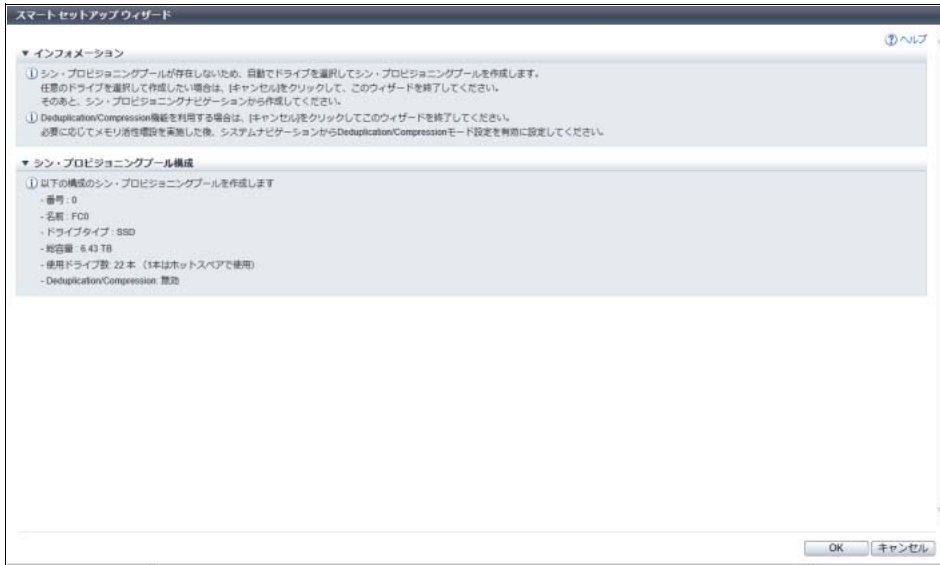 スマート セットアップ ウィザード
ヘルプ
▼ インフォメーション
シン・プロビジョニングプールが存在しないため、自動でドライブを選択してシン・プロビジョニングプールを作成します。
任意のドライブを選択して作成したい場合は、[キャンセル]をクリックして、このウィザードを終了してください。
そのあと、シン・プロビジョニングナビゲーションから作成してください。
Deduplication/Compression機能を利用する場合は、[キャンセル]をクリックしてこのウィザードを終了してください。
必要に応じてメモリ活性増設を実施した後、システムナビゲーションからDeduplication/Compressionモード設定を有効に設定してください。
▼ シン・プロビジョニングプール構成
以下の構成のシン・プロビジョニングプールを作成します
- 番号 : 0
- 名前 : FC0
- ドライブタイプ : SSD
- 総容量 : 6.43 TB
- 使用ドライブ数: 22 本 （1本はホットスペアで使用）
- Deduplication/Compression: 無効
OK キャンセル